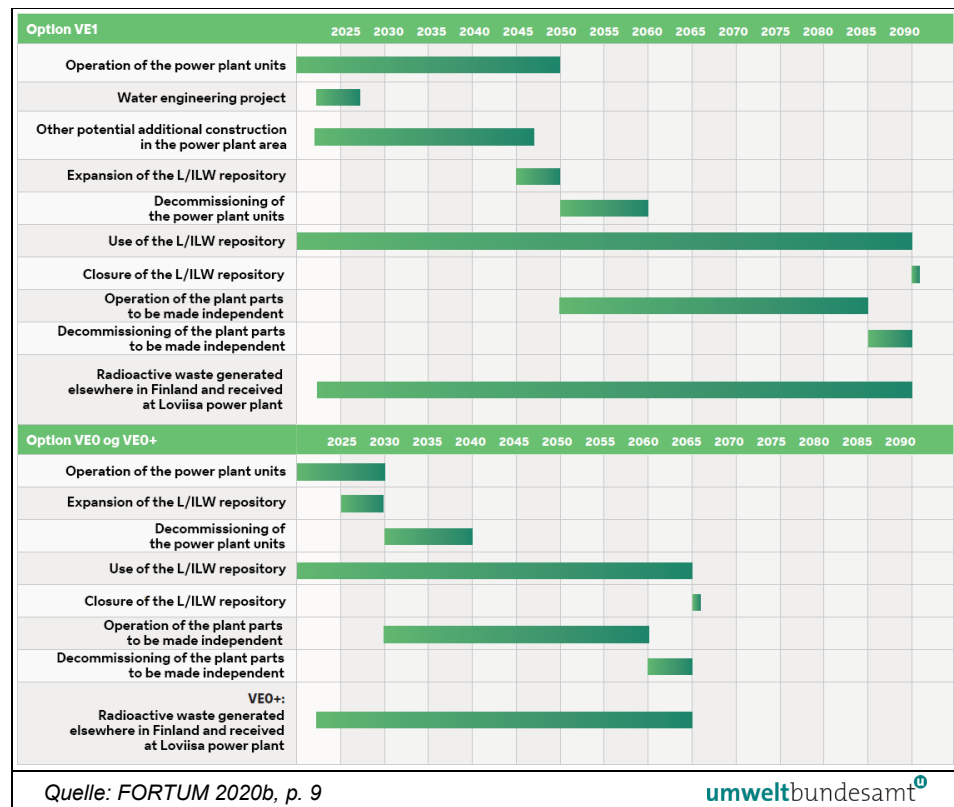 Option VE1 2025 2030 2035 2040 2045 2050 2055 2060 2065 2070 2075 2080 2085 2090
Operation of the power plant units
Water engineering project
Other potential additional construction
in the power plant area
Expansion of the L/ILW repository
Decommissioning of
the power plant units
Use of the L/ILW repository
Closure of the L/ILW repository
Operation of the plant parts
to be made independent
Decommissioning of the plant parts
to be made independent
Radioactive waste generated
elsewhere in Finland and received
at Loviisa power plant
Option VE0 og VE0+ 2025 2030 2035 2040 2045 2050 2055 2060 2065 2070 2075 2080 2085 2090
Operation of the power plant units
Expansion of the L/ILW repository
Decommissioning of
the power plant units
Use of the L/ILW repository
Closure of the L/ILW repository
Operation of the plant parts
to be made independent
Decommissioning of the plant parts
to be made independent
VE0+:
Radioactive waste generated
elsewhere in Finland and received
at Loviisa power plant
Quelle: FORTUM 2020b, p. 9 umweltbundesamt u